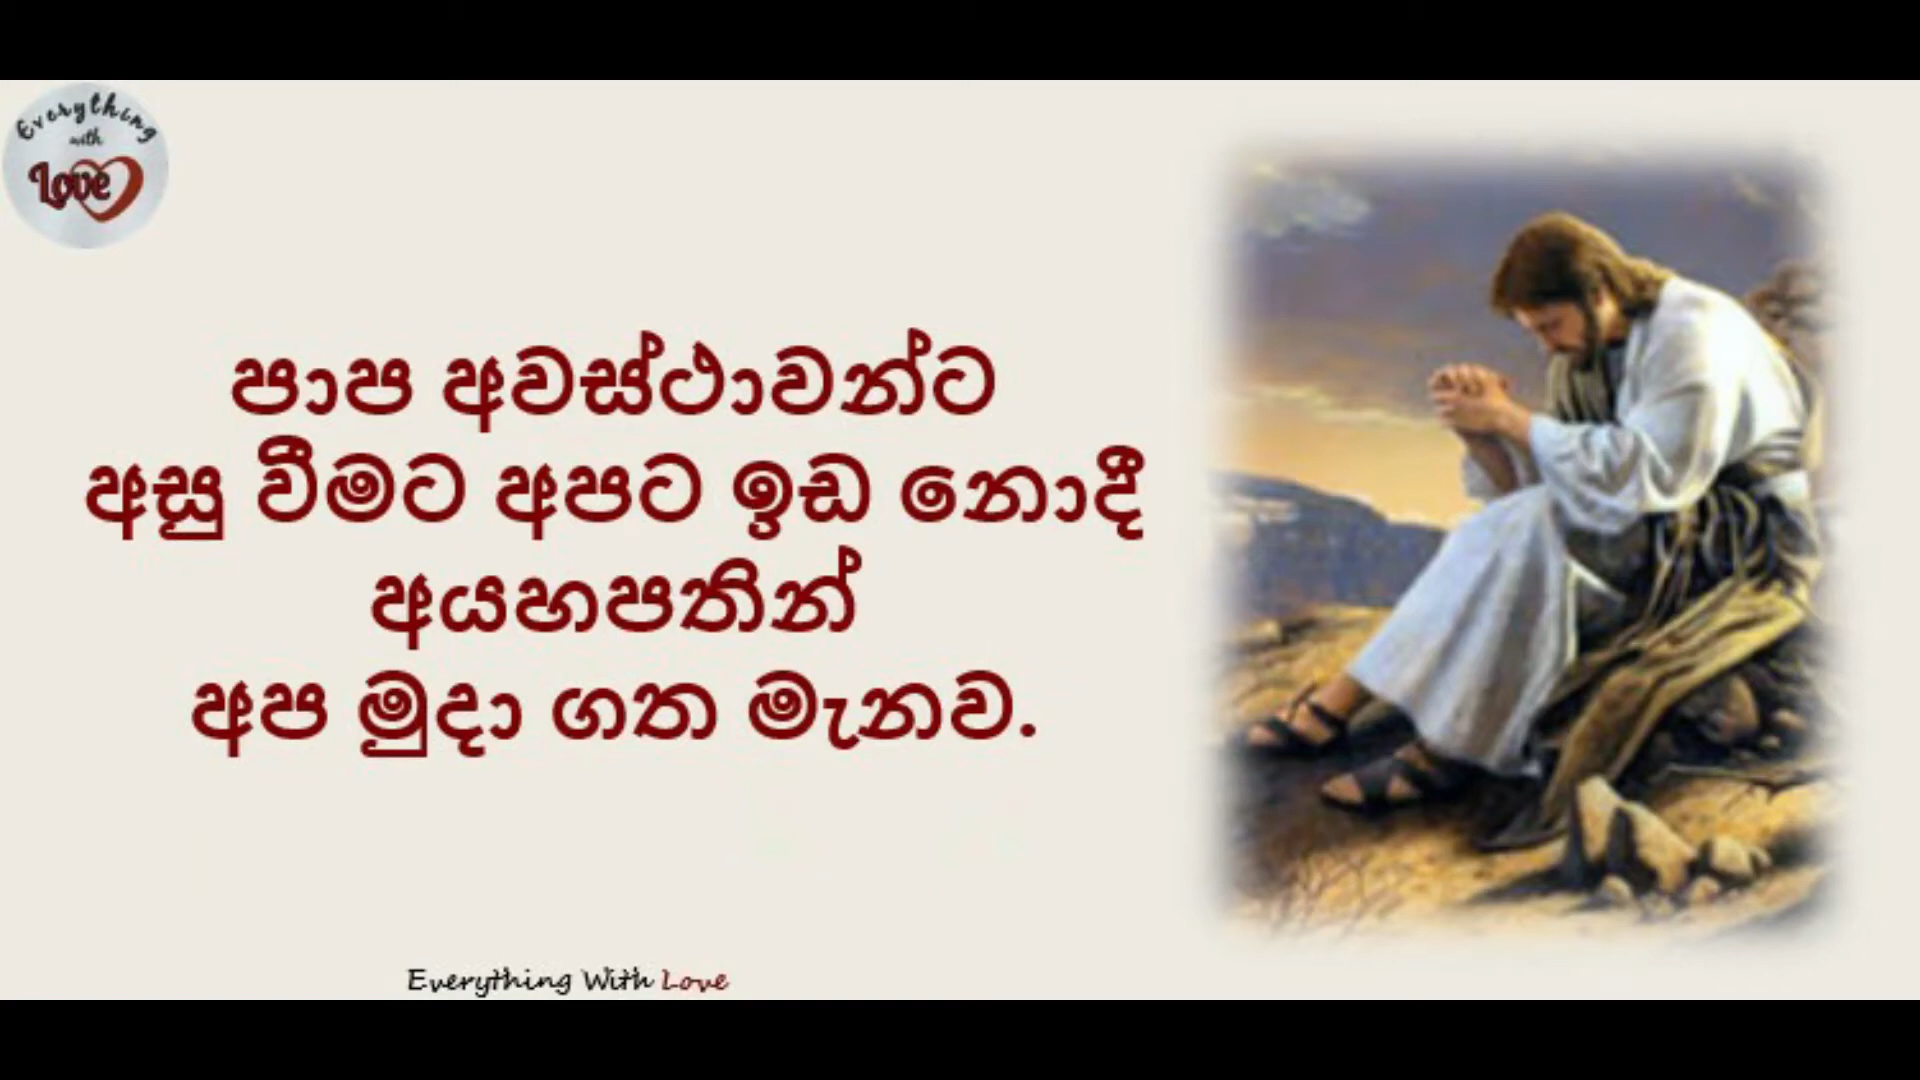 Everything
with
Love
පාප අවස්ථාවන්ට
අසු වීමට අපට ඉඩ නොදී
අයහපතින්
අප මුදා ගත මැනව.
Everything With Love